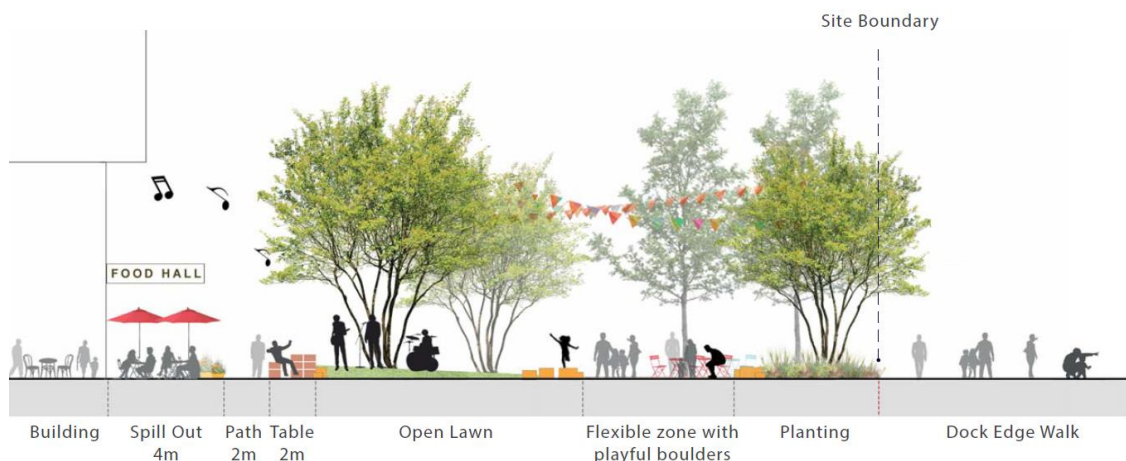 Site Boundary
FOOD HALL
Building
Spill Out
4m
Path
2m
Table
2m
Open Lawn
Flexible zone with
playful boulders
Planting
Dock Edge Walk